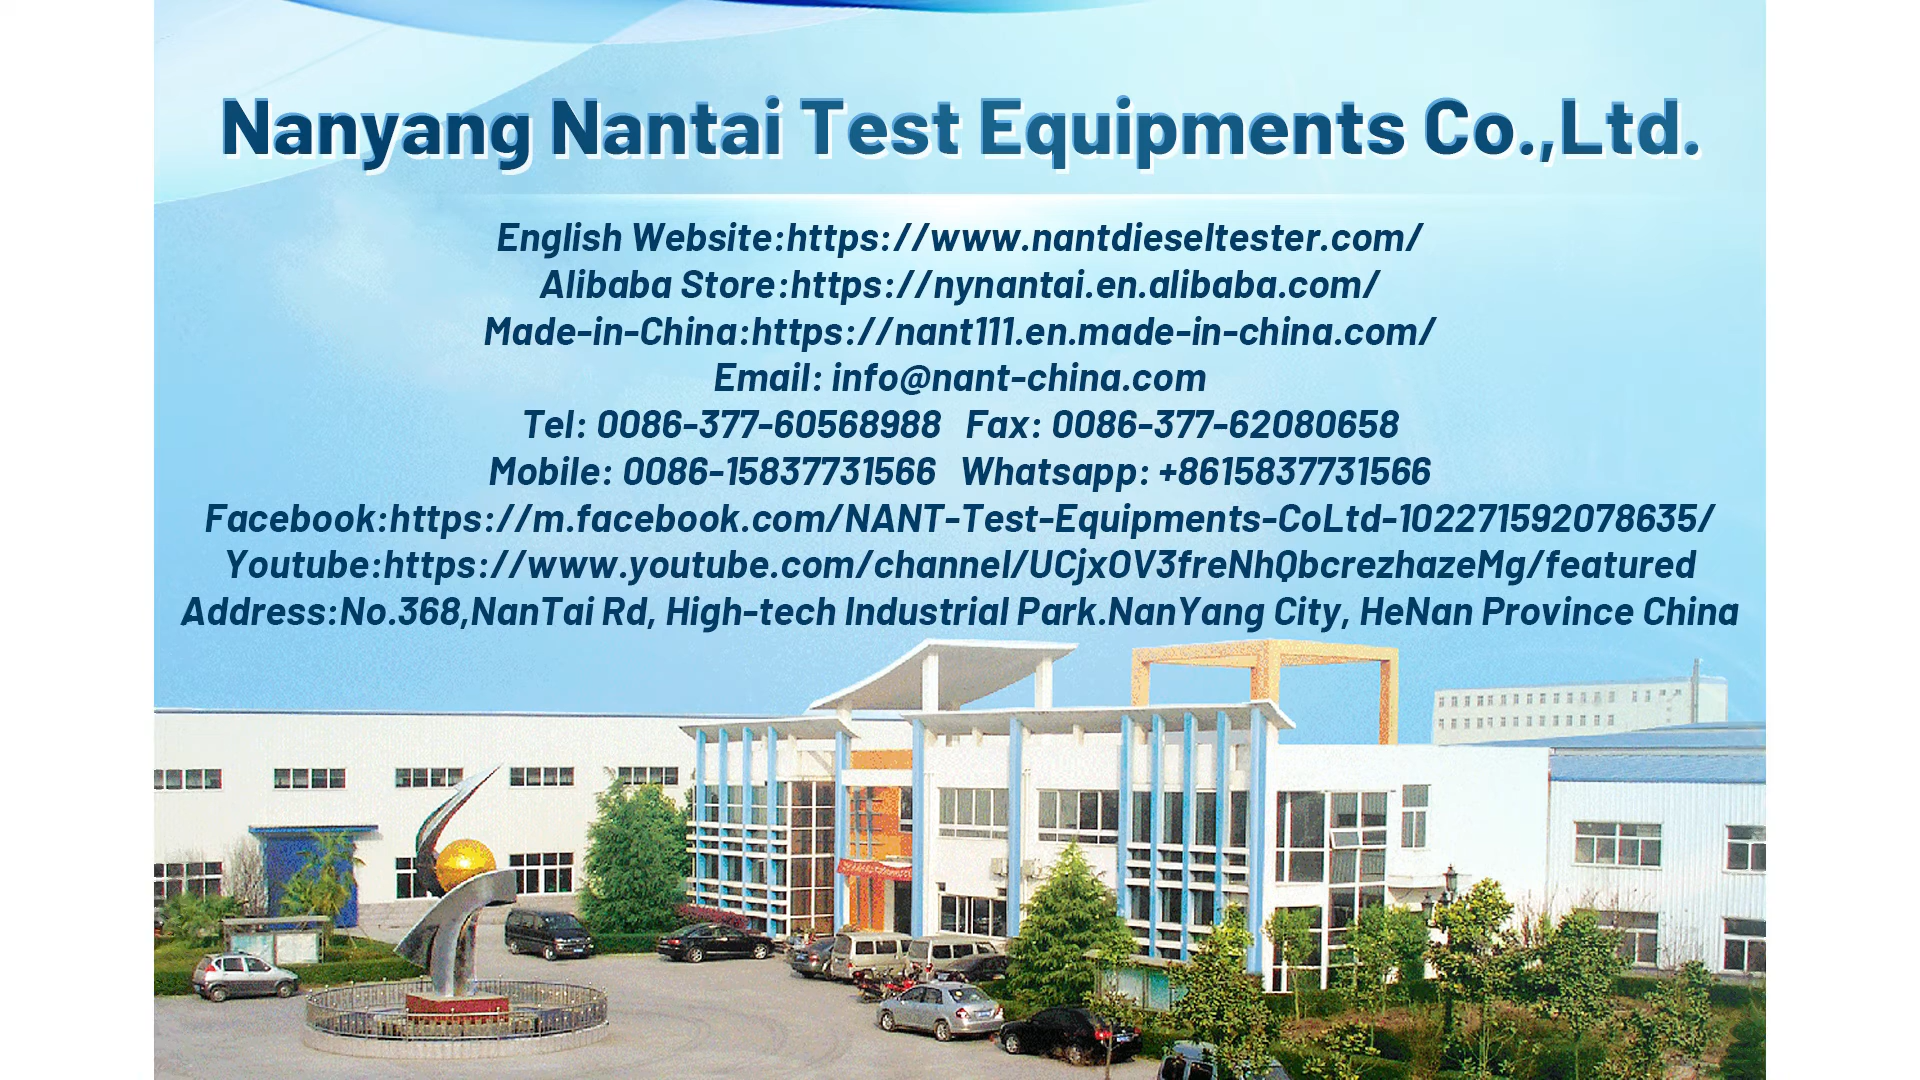 Nanyang Nantai Test Equipments Co.,Ltd.
English Website:https://www.nantdieseltester.com/
Alibaba Store:https://nynantai.en.alibaba.com/
Made-in-China:https://nant111.en.made-in-china.com/
Email: info@nant-china.com
Tel: 0086-377-60568988 Fax: 0086-377-62080658
Mobile: 0086-15837731566 Whatsapp: +8615837731566
Facebook:https://m.facebook.com/NANT-Test-Equipments-CoLtd-102271592078635/
Youtube:https://www.youtube.com/channel/UCjxOV3freNhQbcrezhazeMg/featured
Address:No.368,NanTai Rd, High-tech Industrial Park.NanYang City, HeNan Province China